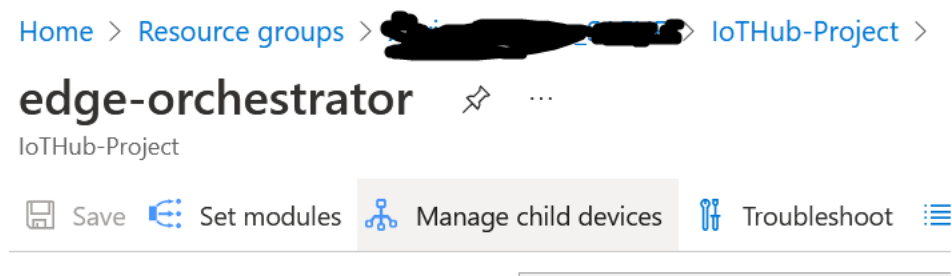 Home > Resource groups > > IoTHub-Project >
edge-orchestrator ...
IoTHub-Project
Save Set modules Manage child devices Troubleshoot